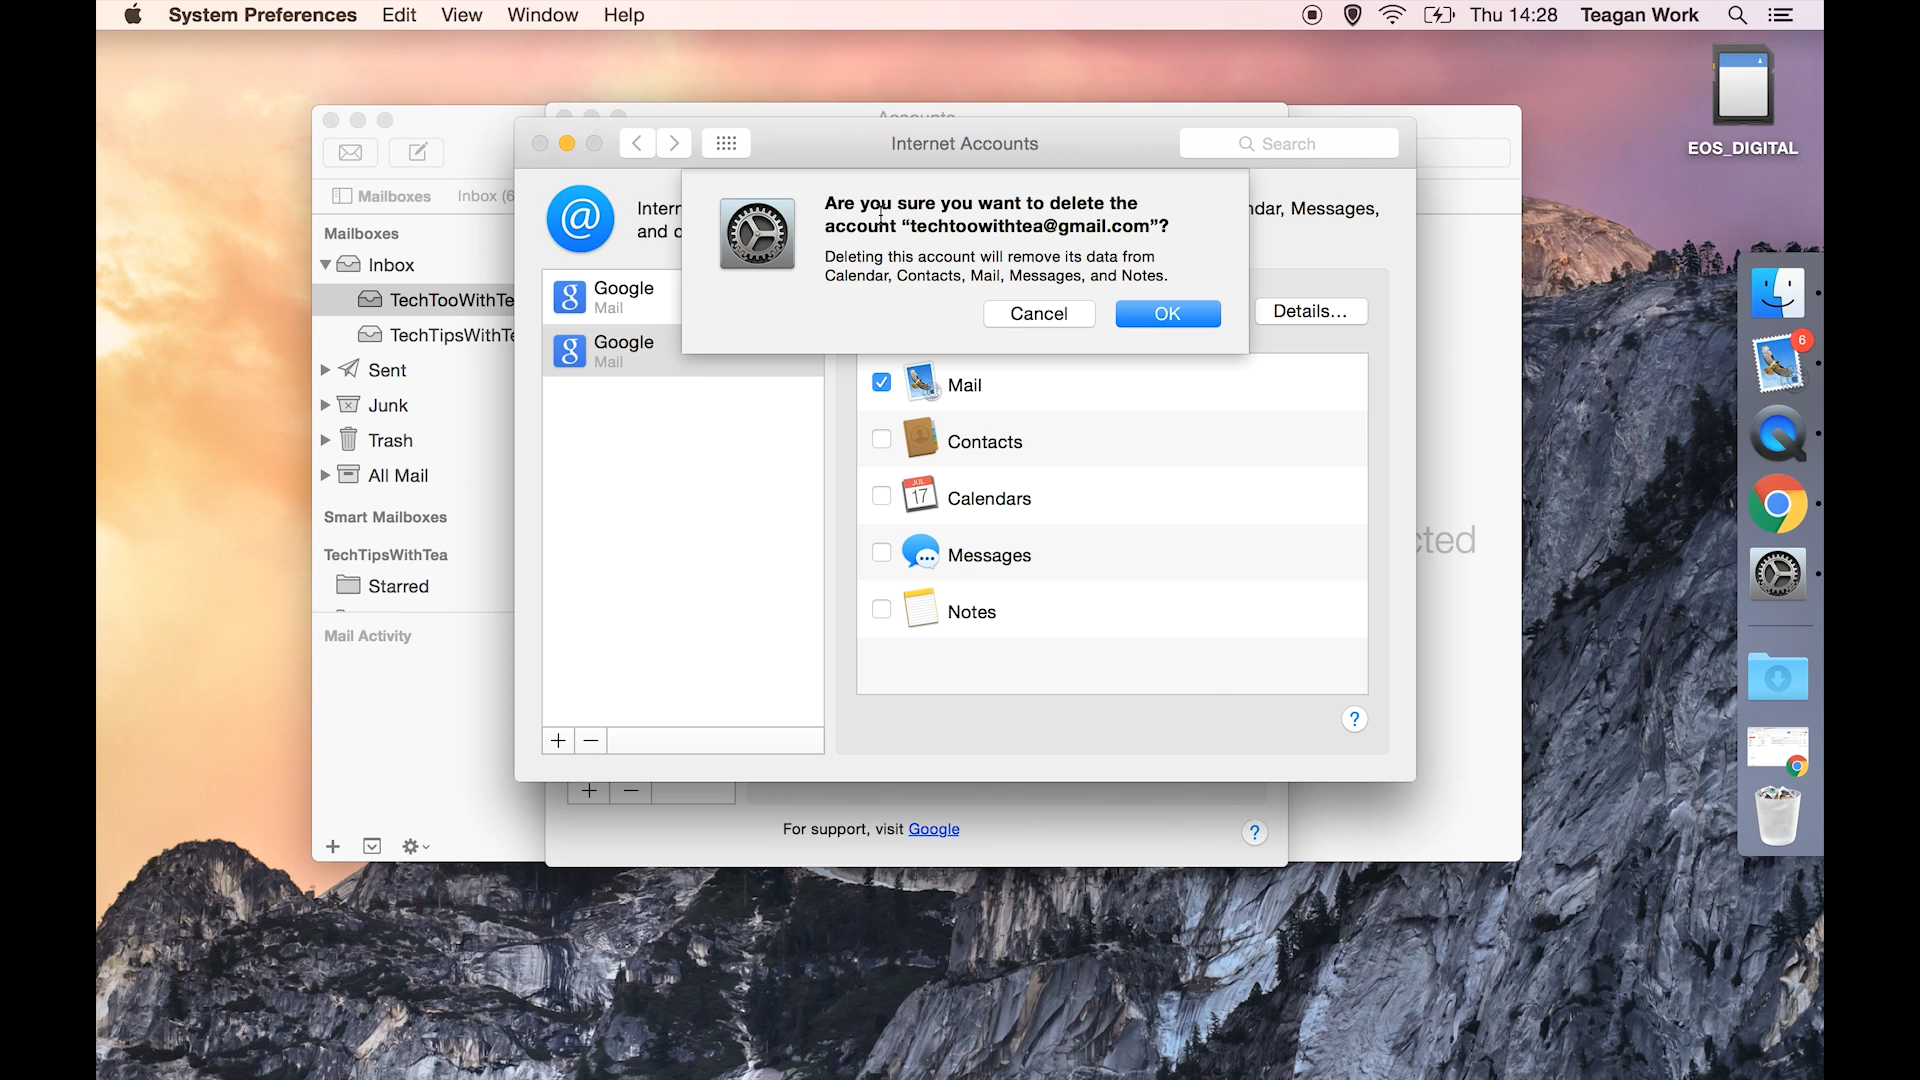 System Preferences Edit View Window Help
Thu 14:28 Teagan Work
EOS_DIGITAL
Internet Accounts
Search
Mailboxes Inbox (6
Mailboxes
Inbox
TechTooWithTe
TechTipsWithTe
Sent
Junk
Trash
All Mail
Smart Mailboxes
TechTipsWithTea
Starred
Mail Activity
Intern
and c
ndar, Messages,
Google
Mail
Google
Mail
Are you sure you want to delete the
account “techtoowithtea@gmail.com”?
Deleting this account will remove its data from
Calendar, Contacts, Mail, Messages, and Notes.
Cancel OK
Details...
Mail
Contacts
JUL
17
Calendars
Messages
Notes
?
cted
For support, visit Google
?
6